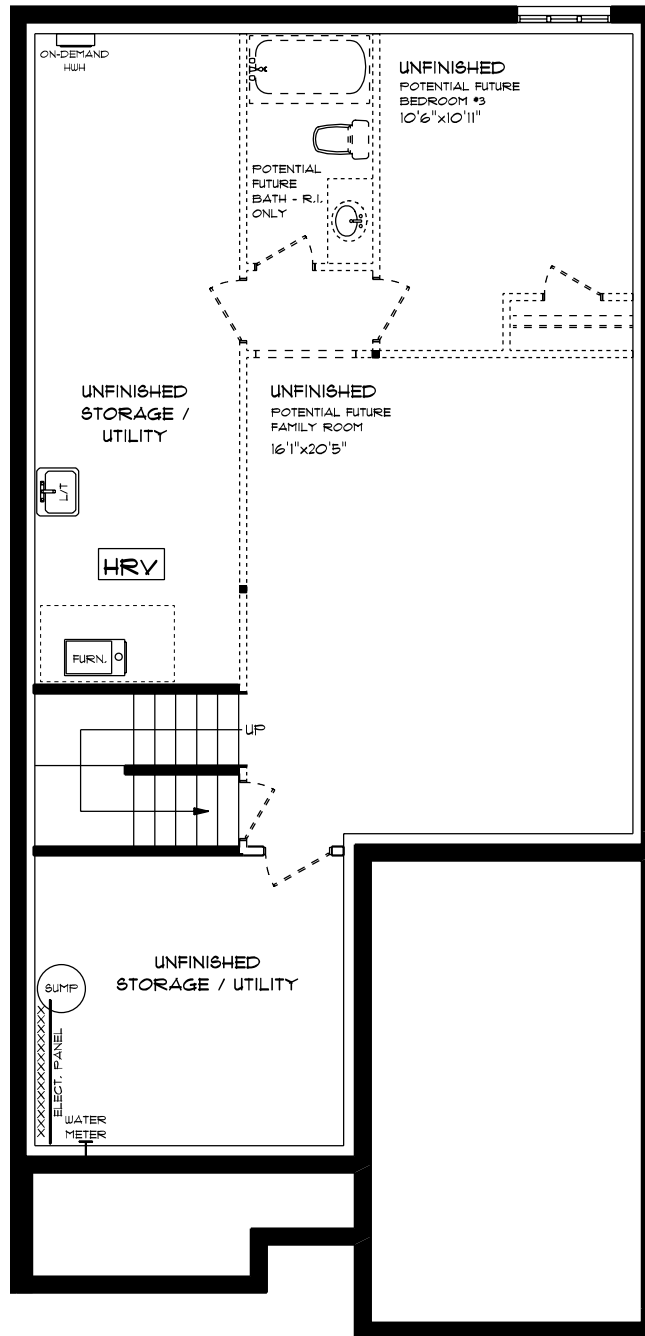 ON-DEMAND
HWH
UNFINISHED
POTENTIAL FUTURE
BEDROOM #3
10'6"x10'11"
POTENTIAL
FUTURE
BATH - R.I.
ONLY
UNFINISHED
STORAGE /
UTILITY
UNFINISHED
POTENTIAL FUTURE
FAMILY ROOM
16'1"x20'5"
L/T
HRV
FURN.
UP
UNFINISHED
STORAGE / UTILITY
SUMP
ELECT. PANEL
XXXXXXXXXXXXXXX
WATER
METER